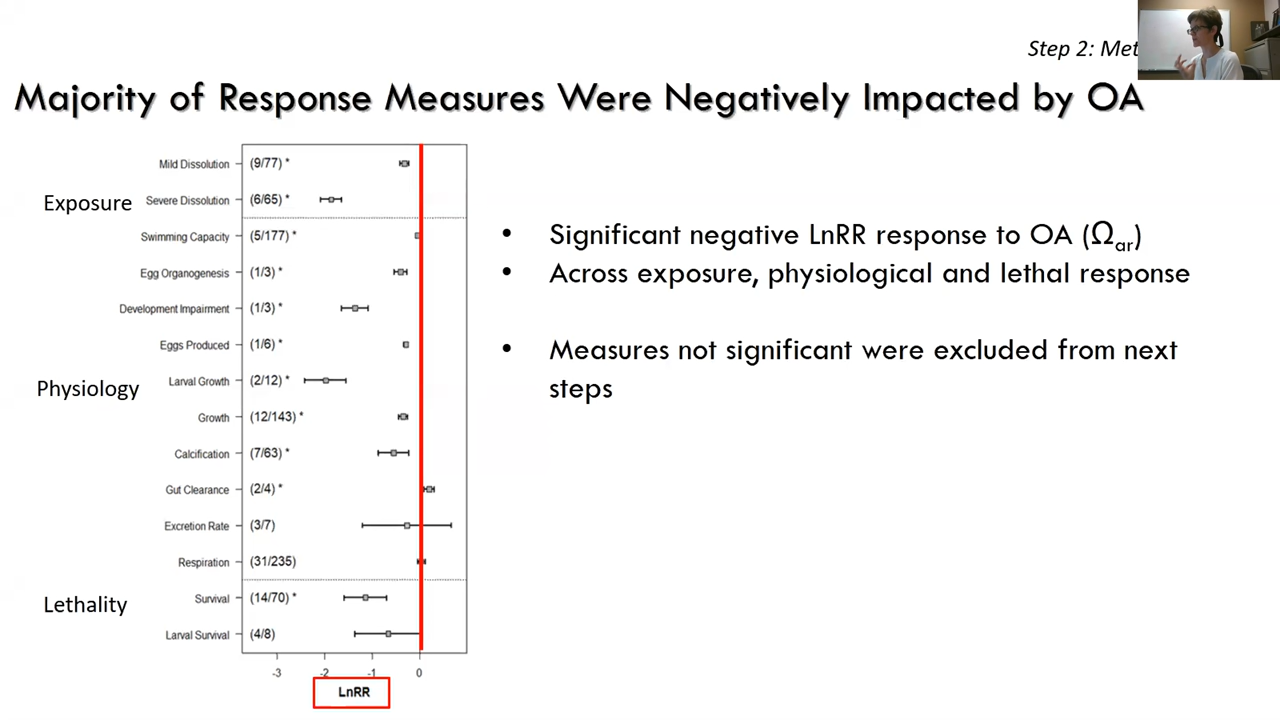 Step 2: Met
Majority of Response Measures Were Negatively Impacted by OA
Exposure
Physiology
Lethality
Mild Dissolution (9/77) *
Severe Dissolution (6/65) *
Swimming Capacity (5/177) *
Egg Organogenesis (1/3) *
Development Impairment (1/3) *
Eggs Produced (1/6) *
Larval Growth (2/12) *
Growth (12/143) *
Calcification (7/63) *
Gut Clearance (2/4) *
Excretion Rate (3/7)
Respiration (31/235)
Survival (14/70) *
Larval Survival (4/8)
-3 -2 -1 0
LnRR
• Significant negative LnRR response to OA (Ωar)
• Across exposure, physiological and lethal response
• Measures not significant were excluded from next
steps